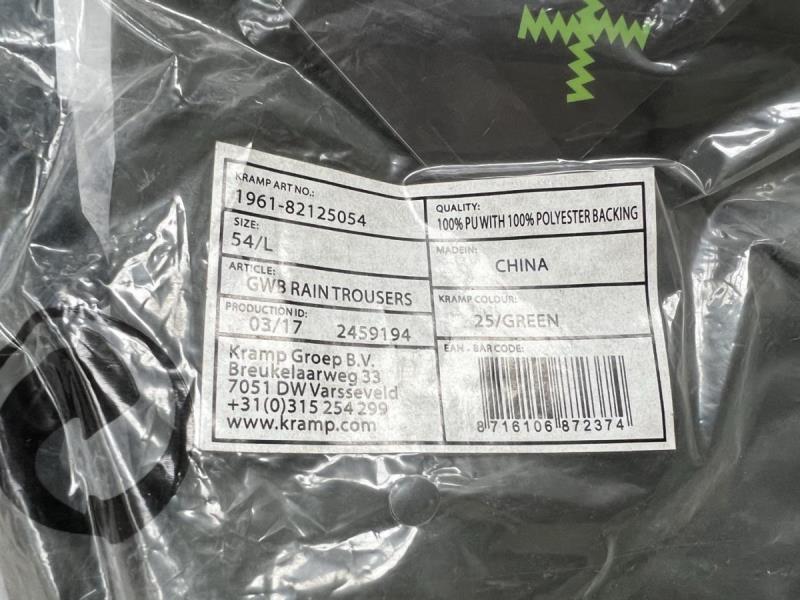 KRAMP ART NO.:
1961-82125054
SIZE:
54/L
ARTICLE:
GWB RAIN TROUSERS
PRODUCTION ID:
03/17 2459194
Kramp Groep B.V.
Breukelaarweg 33
7051 DW Varsseveld
+31(0)315 254 299
www.kramp.com
QUALITY:
100% PU WITH 100% POLYESTER BACKING
MADE IN:
CHINA
KRAMP COLOUR:
25/GREEN
EAN - BAR CODE:
8 716106 872374